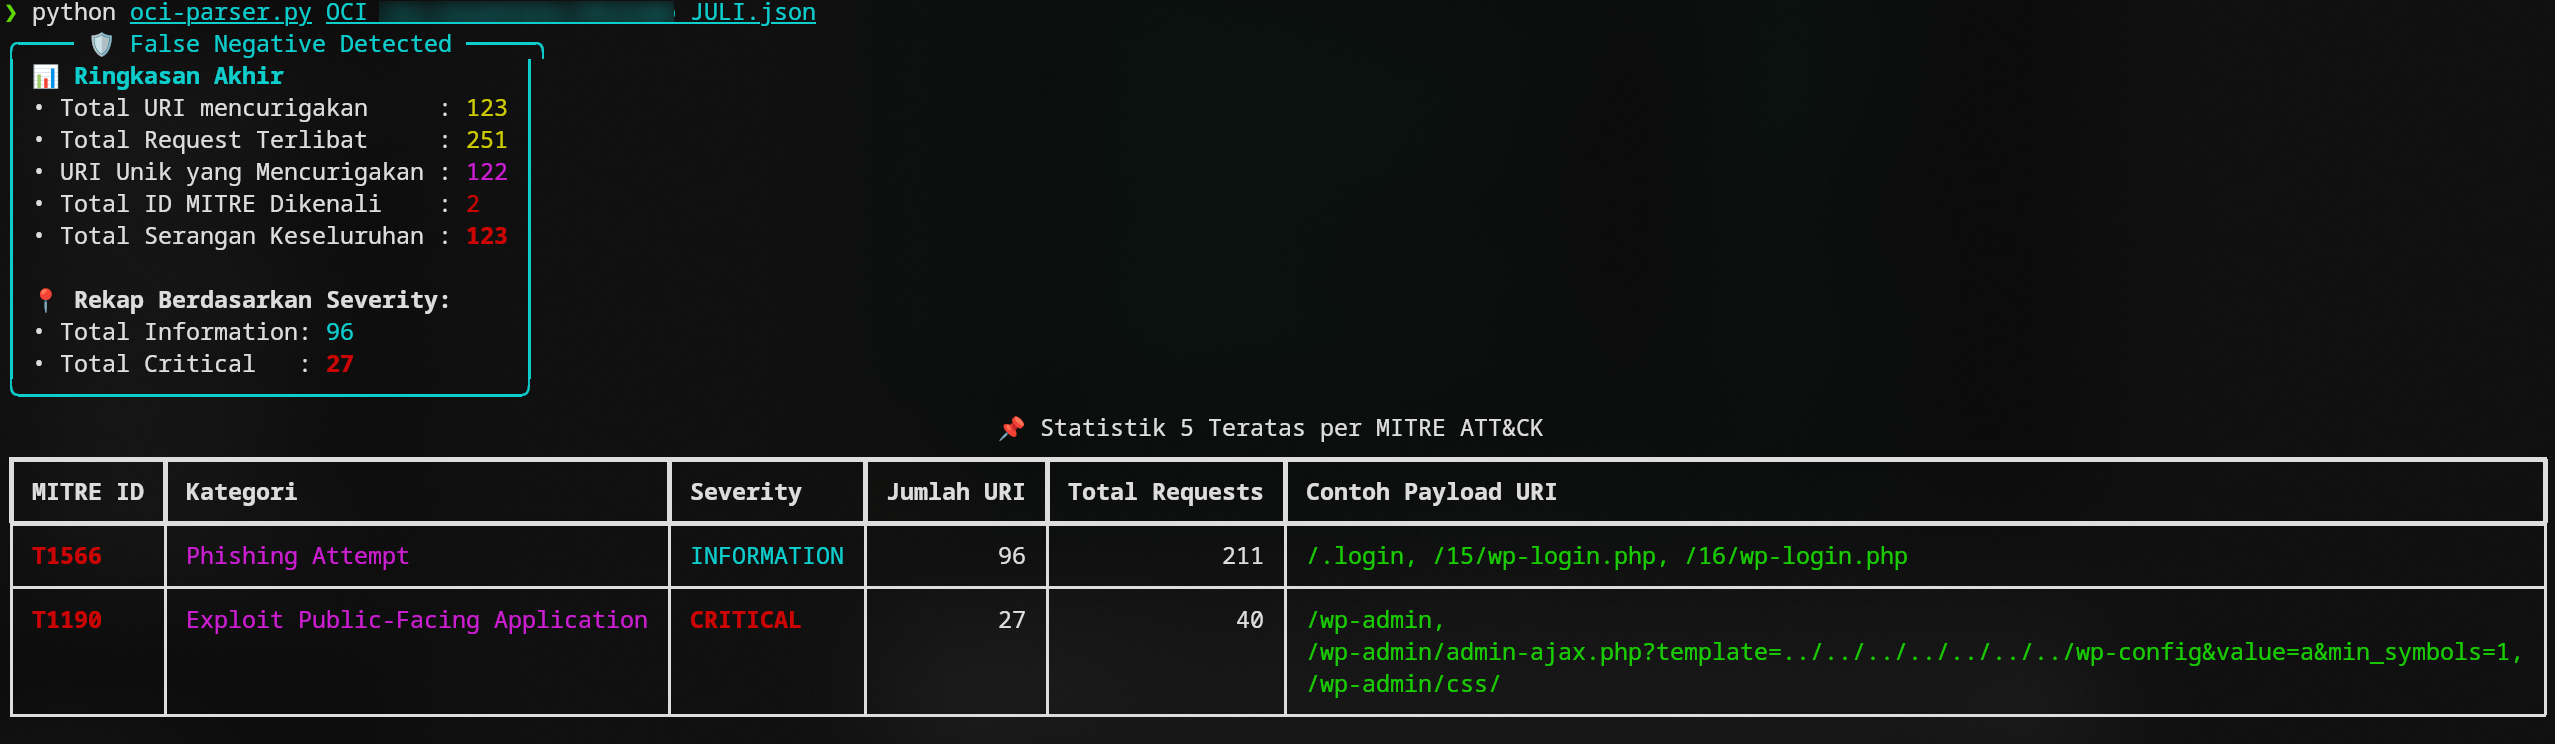 ❯ python oci-parser.py OCI JULI.json
🛡️ False Negative Detected
📊 Ringkasan Akhir
• Total URI mencurigakan : 123
• Total Request Terlibat : 251
• URI Unik yang Mencurigakan : 122
• Total ID MITRE Dikenali : 2
• Total Serangan Keseluruhan : 123
📍 Rekap Berdasarkan Severity:
• Total Information: 96
• Total Critical : 27
📌 Statistik 5 Teratas per MITRE ATT&CK
MITRE ID Kategori Severity Jumlah URI Total Requests Contoh Payload URI
T1566 Phishing Attempt INFORMATION 96 211 /.login, /15/wp-login.php, /16/wp-login.php
T1190 Exploit Public-Facing Application CRITICAL 27 40 /wp-admin,
/wp-admin/admin-ajax.php?template=../../../../../../../wp-config&value=a&min_symbols=1,
/wp-admin/css/